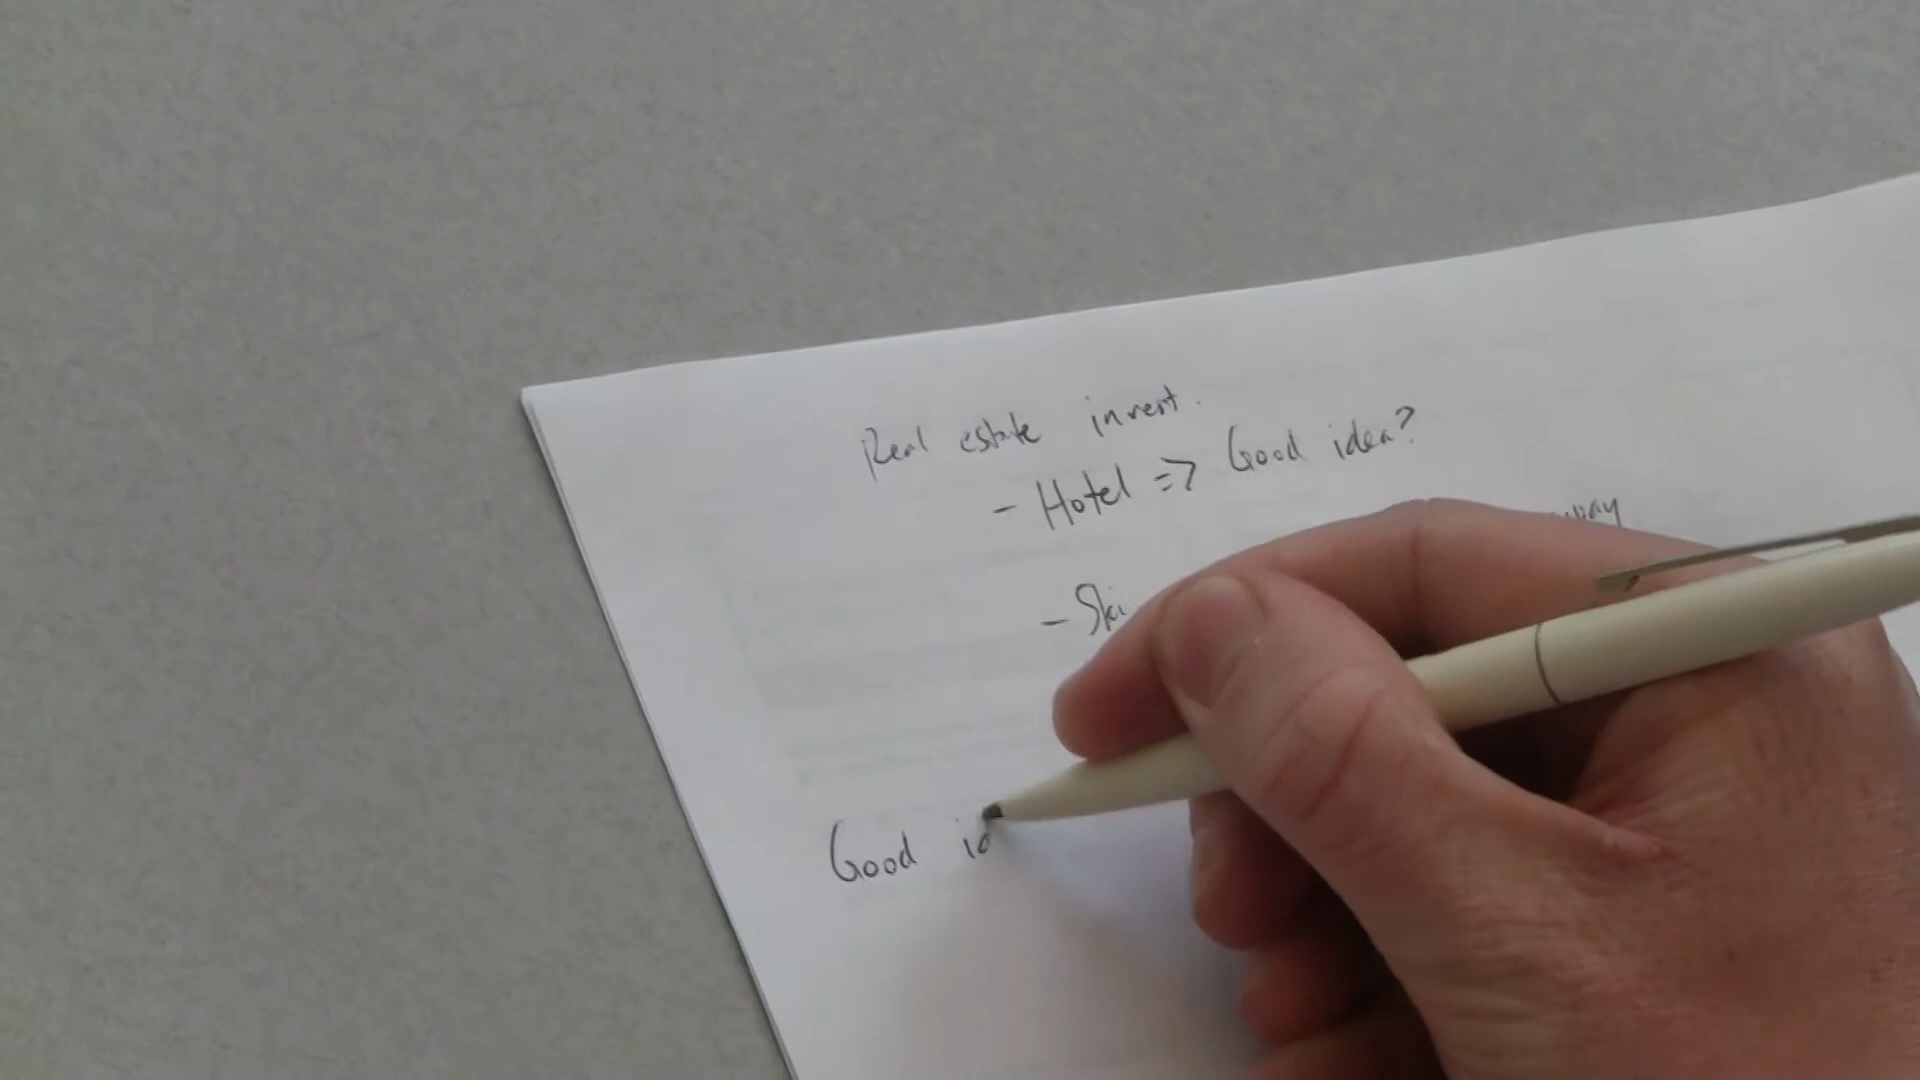 Real estate invest.
- Hotel => Good idea?
- Ski
Good id